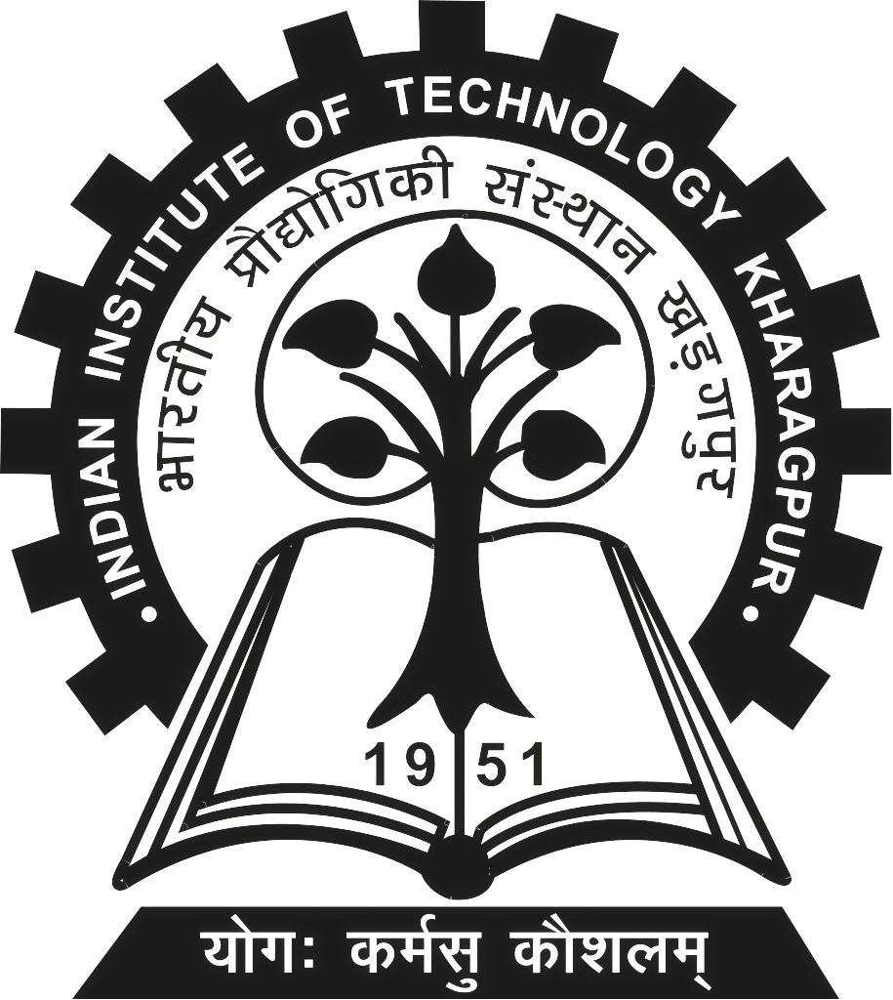 • INDIAN INSTITUTE OF TECHNOLOGY KHARAGPUR •
भारतीय प्रौद्योगिकी संस्थान खड़गपुर
1951
योगः कर्मसु कौशलम्